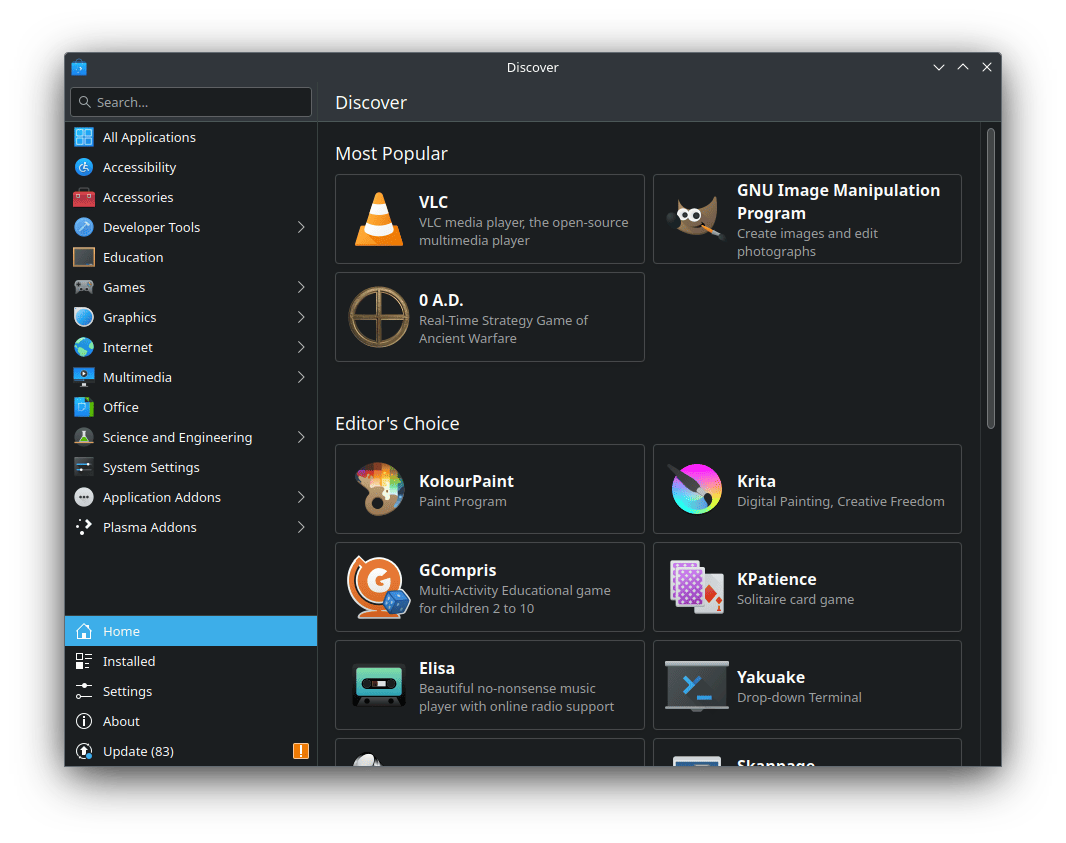 Discover
Search...
Discover
All Applications
Accessibility
Accessories
Developer Tools
Education
Games
Graphics
Internet
Multimedia
Office
Science and Engineering
System Settings
Application Addons
Plasma Addons
Home
Installed
Settings
About
Update (83)
Most Popular
VLC
VLC media player, the open-source
multimedia player
GNU Image Manipulation
Program
Create images and edit
photographs
0 A.D.
Real-Time Strategy Game of
Ancient Warfare
Editor's Choice
KolourPaint
Paint Program
Krita
Digital Painting, Creative Freedom
GCompris
Multi-Activity Educational game
for children 2 to 10
KPatience
Solitaire card game
Elisa
Beautiful no-nonsense music
player with online radio support
Yakuake
Drop-down Terminal
Skanpage